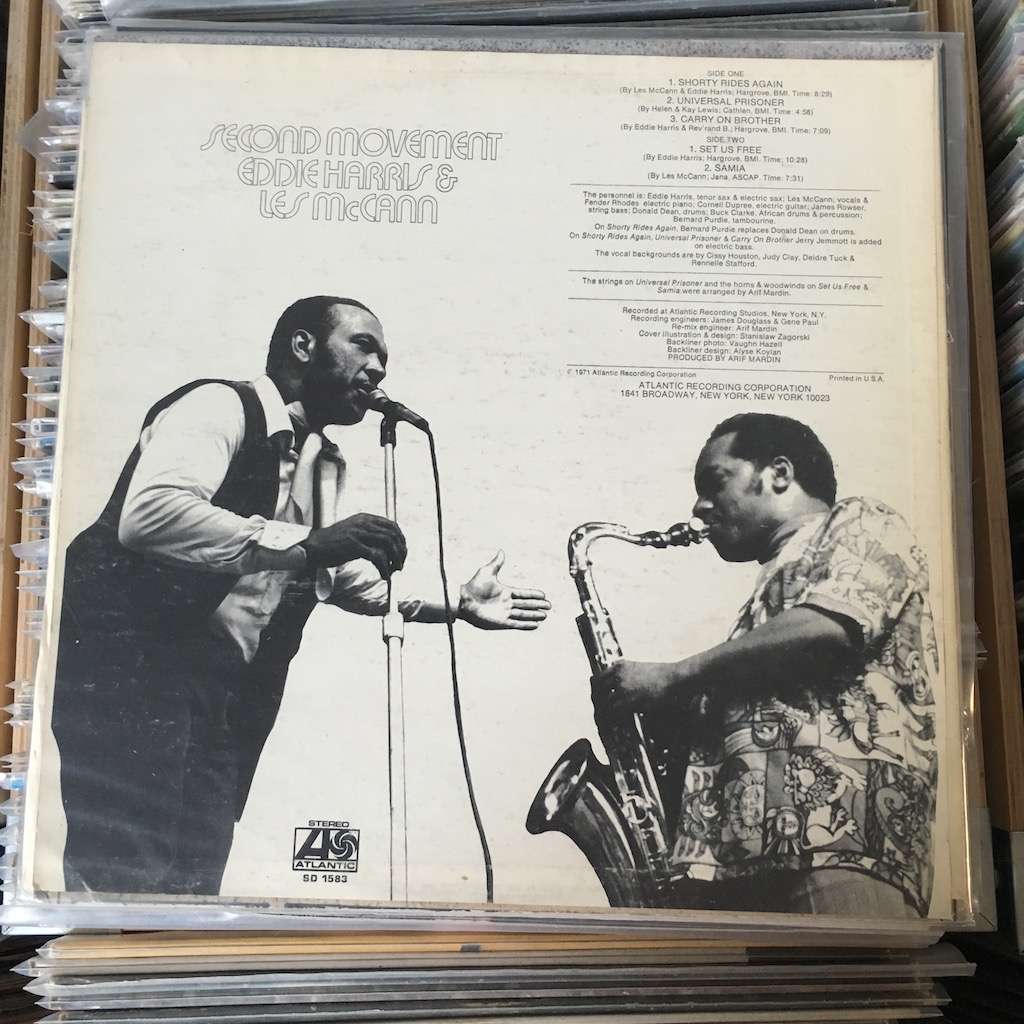 SECOND MOVEMENT
EDDIE HARRIS &
LES McCANN
SIDE ONE
1. SHORTY RIDES AGAIN
(By Les McCann & Eddie Harris; Hargrove, BMI. Time: 8:29)
2. UNIVERSAL PRISONER
(By Helen & Kay Lewis; Cathlen, BMI. Time: 4:56)
3. CARRY ON BROTHER
(By Eddie Harris & Rev'rand B.; Hargrove, BMI. Time: 7:09)
SIDE TWO
1. SET US FREE
(By Eddie Harris; Hargrove, BMI. Time: 10:28)
2. SAMIA
(By Les McCann; Jana, ASCAP. Time: 7:31)
The personnel is: Eddie Harris, tenor sax & electric sax; Les McCann, vocals &
Fender Rhodes electric piano; Cornell Dupree, electric guitar; James Rowser,
string bass; Donald Dean, drums; Buck Clarke, African drums & percussion;
Bernard Purdie, tambourine.
On Shorty Rides Again, Bernard Purdie replaces Donald Dean on drums.
On Shorty Rides Again, Universal Prisoner & Carry On Brother Jerry Jemmott is added
on electric bass.
The vocal backgrounds are by Cissy Houston, Judy Clay, Deidre Tuck &
Rennelle Stafford.
The strings on Universal Prisoner and the horns & woodwinds on Set Us Free &
Samia were arranged by Arif Mardin.
Recorded at Atlantic Recording Studios, New York, N.Y.
Recording engineers: James Douglass & Gene Paul
Re-mix engineer: Arif Mardin
Cover illustration & design: Stanislaw Zagorski
Backliner photo: Vaughn Hazell
Backliner design: Alyse Koylan
PRODUCED BY ARIF MARDIN
℗ 1971 Atlantic Recording Corporation Printed in U.S.A.
ATLANTIC RECORDING CORPORATION
1841 BROADWAY, NEW YORK, NEW YORK 10023
STEREO
ATLANTIC
SD 1583